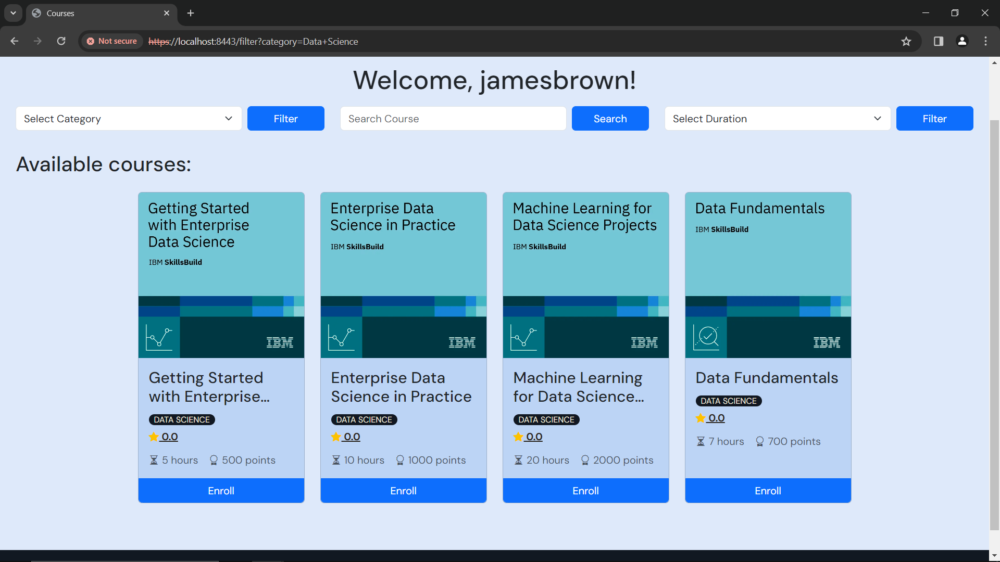 Courses
Not secure
https://localhost:8443/filter?category=Data+Science
Welcome, jamesbrown!
Select Category
Filter
Search Course
Search
Select Duration
Filter
Available courses:
Getting Started
with Enterprise
Data Science
IBM SkillsBuild
IBM
Getting Started
with Enterprise...
DATA SCIENCE
0.0
5 hours 500 points
Enroll
Enterprise Data
Science in Practice
IBM SkillsBuild
IBM
Enterprise Data
Science in Practice
DATA SCIENCE
0.0
10 hours 1000 points
Enroll
Machine Learning for
Data Science Projects
IBM SkillsBuild
IBM
Machine Learning
for Data Science...
DATA SCIENCE
0.0
20 hours 2000 points
Enroll
Data Fundamentals
IBM SkillsBuild
IBM
Data Fundamentals
DATA SCIENCE
0.0
7 hours 700 points
Enroll